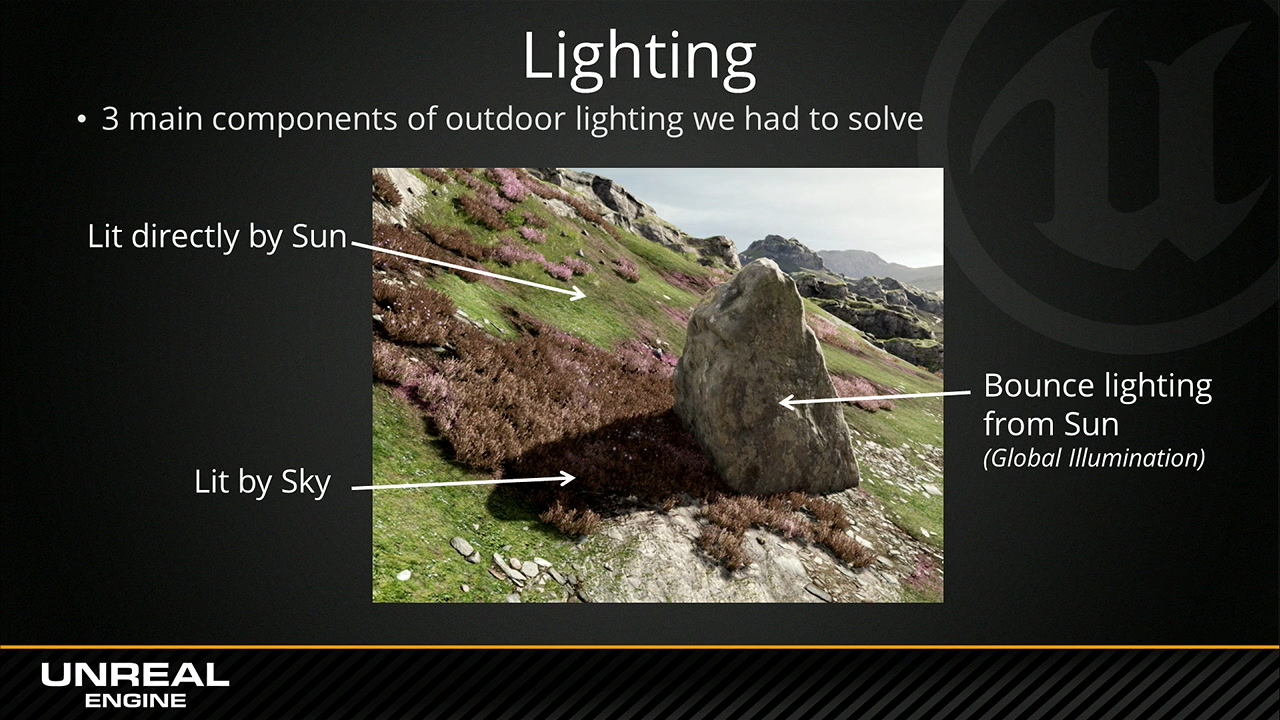 Lighting
• 3 main components of outdoor lighting we had to solve
Lit directly by Sun
Bounce lighting
from Sun
(Global Illumination)
Lit by Sky
UNREAL
ENGINE